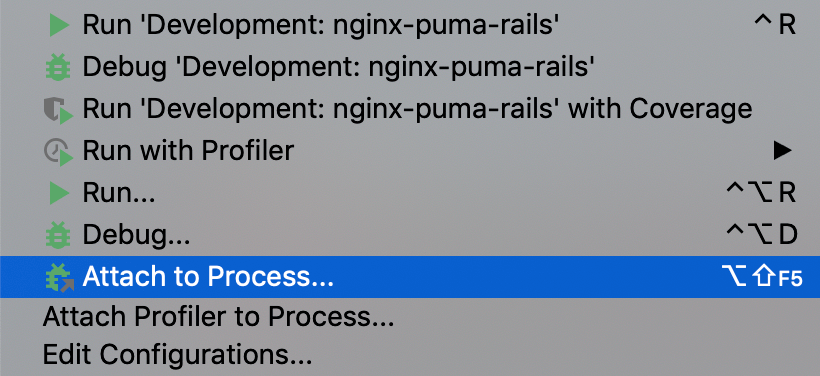 Run 'Development: nginx-puma-rails' ⌃R
Debug 'Development: nginx-puma-rails'
Run 'Development: nginx-puma-rails' with Coverage
Run with Profiler
Run... ⌃⌥R
Debug... ⌃⌥D
Attach to Process... ⌥⇧F5
Attach Profiler to Process...
Edit Configurations...